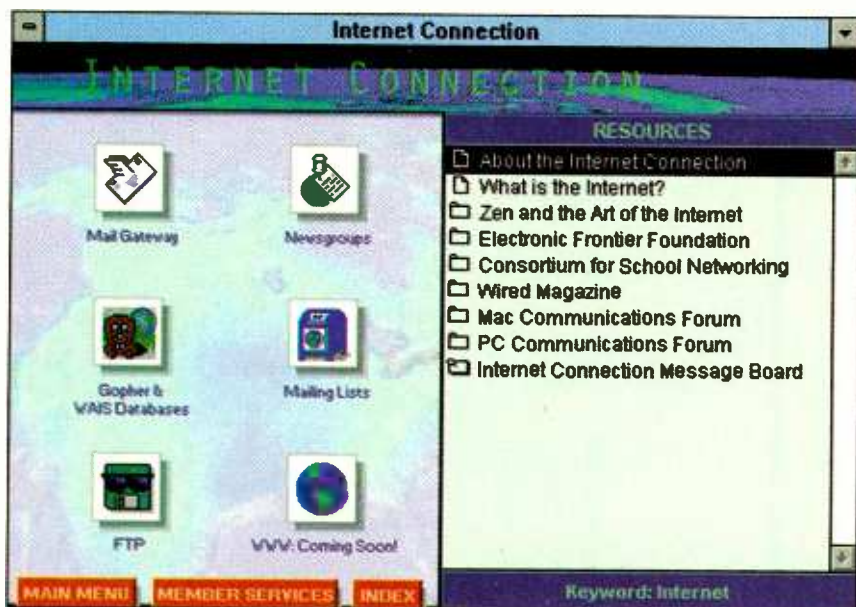 Internet Connection
INTERNET CONNECTION
Mail Gateway
Newsgroups
Gopher &
WAIS Databases
Mailing Lists
FTP
WWW: Coming Soon!
MAIN MENU
MEMBER SERVICES
INDEX
RESOURCES
About the Internet Connection
What is the Internet?
Zen and the Art of the Internet
Electronic Frontier Foundation
Consortium for School Networking
Wired Magazine
Mac Communications Forum
PC Communications Forum
Internet Connection Message Board
Keyword: Internet